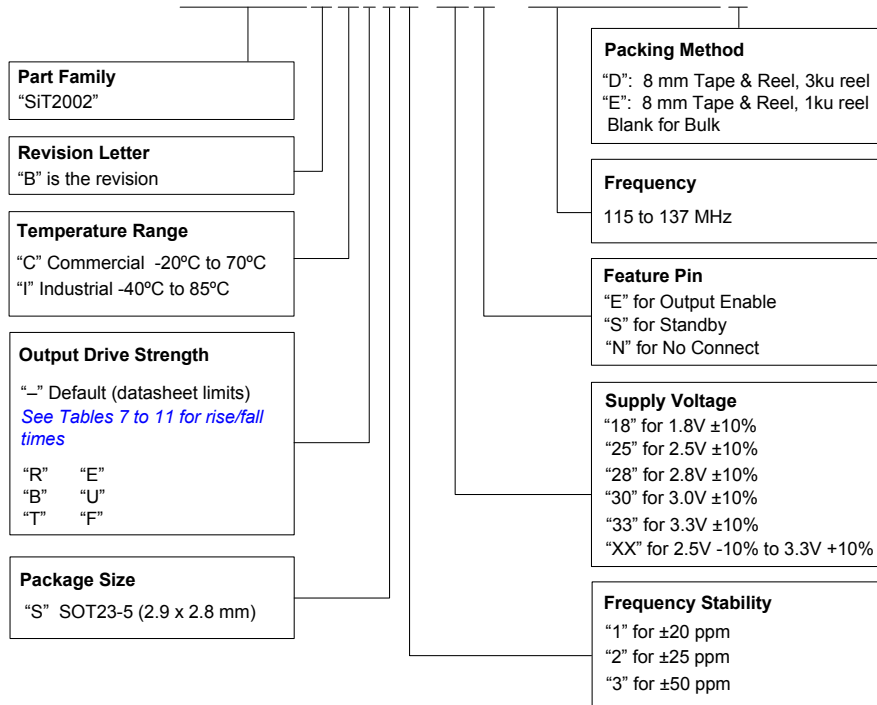 Part Family
“SiT2002”
Revision Letter
“B” is the revision
Temperature Range
“C” Commercial -20ºC to 70ºC
“I” Industrial -40ºC to 85ºC
Output Drive Strength
“–” Default (datasheet limits)
See Tables 7 to 11 for rise/fall
times
“R” “E”
“B” “U”
“T” “F”
Package Size
“S” SOT23-5 (2.9 x 2.8 mm)
Packing Method
“D”: 8 mm Tape & Reel, 3ku reel
“E”: 8 mm Tape & Reel, 1ku reel
Blank for Bulk
Frequency
115 to 137 MHz
Feature Pin
“E” for Output Enable
“S” for Standby
“N” for No Connect
Supply Voltage
“18” for 1.8V ±10%
“25” for 2.5V ±10%
“28” for 2.8V ±10%
“30” for 3.0V ±10%
“33” for 3.3V ±10%
“XX” for 2.5V -10% to 3.3V +10%
Frequency Stability
“1” for ±20 ppm
“2” for ±25 ppm
“3” for ±50 ppm